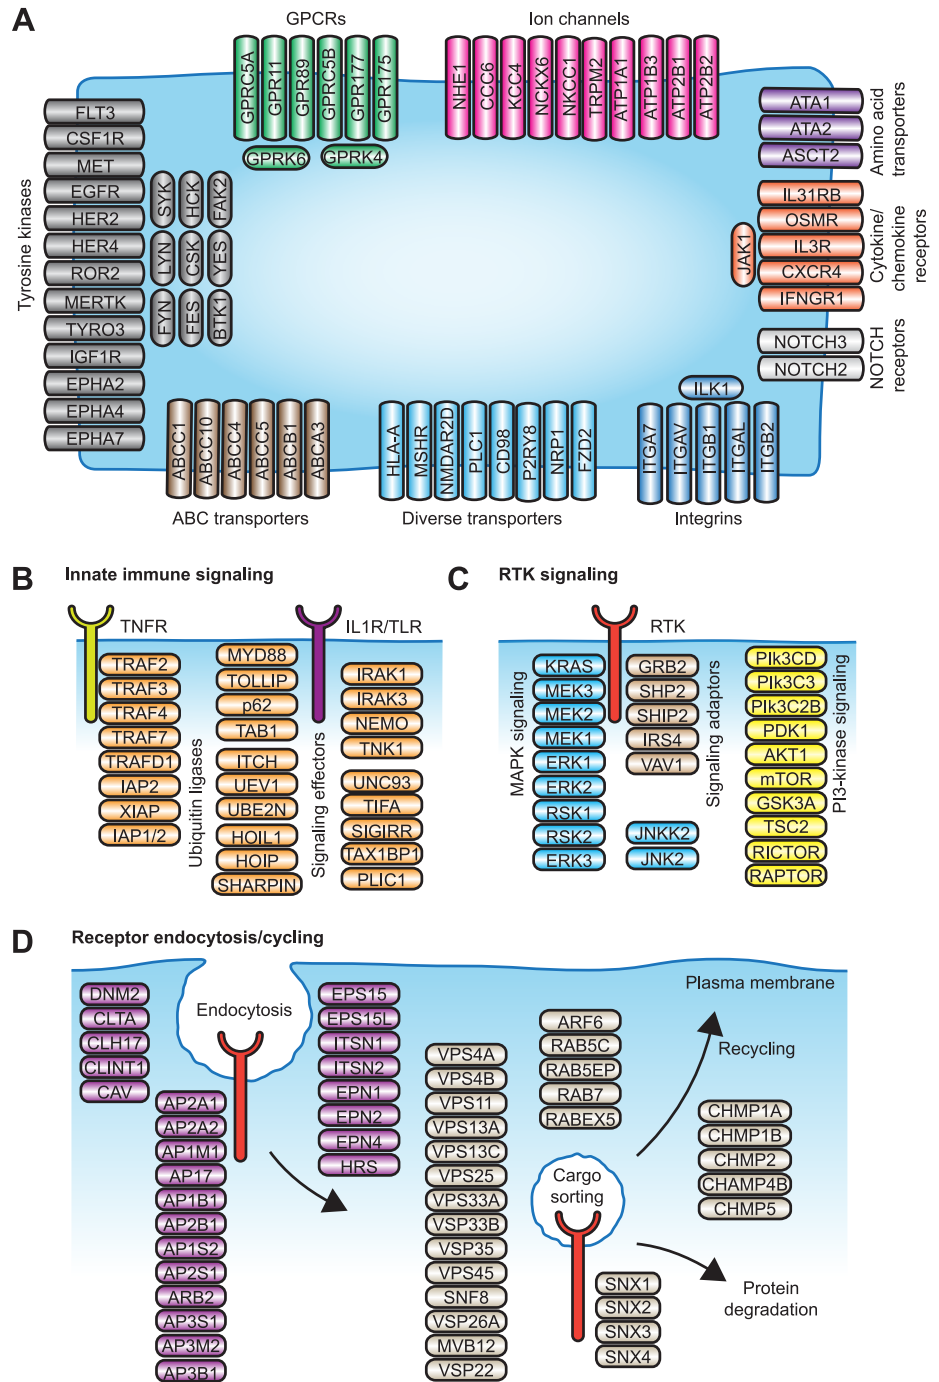 A
GPCRs
Ion channels
GPRC5A
GPR11
GPR89
GPRC5B
GPR177
GPR175
GPRK6
GPRK4
NHE1
CCC6
KCC4
NCKX6
NKCC1
TRPM2
ATP1A1
ATP1B3
ATP2B1
ATP2B2
Tyrosine kinases
FLT3
CSF1R
MET
EGFR
HER2
HER4
ROR2
MERTK
TYRO3
IGF1R
EPHA2
EPHA4
EPHA7
SYK
HCK
FAK2
LYN
CSK
YES
FYN
FES
BTK1
ATA1
ATA2
ASCT2
Amino acid
transporters
IL31RB
OSMR
IL3R
CXCR4
IFNGR1
JAK1
Cytokine/
chemokine
receptors
NOTCH3
NOTCH2
NOTCH
receptors
ABCC1
ABCC10
ABCC4
ABCC5
ABCB1
ABCA3
ABC transporters
HLA-A
MSHR
NMDAR2D
PLC1
CD98
P2RY8
NRP1
FZD2
Diverse transporters
ILK1
ITGA7
ITGAV
ITGB1
ITGAL
ITGB2
Integrins
B
Innate immune signaling
TNFR
IL1R/TLR
TRAF2
TRAF3
TRAF4
TRAF7
TRAFD1
IAP2
XIAP
IAP1/2
Ubiquitin ligases
MYD88
TOLLIP
p62
TAB1
ITCH
UEV1
UBE2N
HOIL1
HOIP
SHARPIN
Signaling effectors
IRAK1
IRAK3
NEMO
TNK1
UNC93
TIFA
SIGIRR
TAX1BP1
PLIC1
C
RTK signaling
RTK
MAPK signaling
KRAS
MEK3
MEK2
MEK1
ERK1
ERK2
RSK1
RSK2
ERK3
GRB2
SHP2
SHIP2
IRS4
VAV1
JNKK2
JNK2
Signaling adaptors
PIk3CD
PIk3C3
PIk3C2B
PDK1
AKT1
mTOR
GSK3A
TSC2
RICTOR
RAPTOR
PI3-kinase signaling
D
Receptor endocytosis/cycling
DNM2
CLTA
CLH17
CLINT1
CAV
Endocytosis
AP2A1
AP2A2
AP1M1
AP17
AP1B1
AP2B1
AP1S2
AP2S1
ARB2
AP3S1
AP3M2
AP3B1
EPS15
EPS15L
ITSN1
ITSN2
EPN1
EPN2
EPN4
HRS
VPS4A
VPS4B
VPS11
VPS13A
VPS13C
VPS25
VPS33A
VSP33B
VSP35
VPS45
SNF8
VSP26A
MVB12
VSP22
ARF6
RAB5C
RAB5EP
RAB7
RABEX5
Plasma membrane
Recycling
Cargo
sorting
CHMP1A
CHMP1B
CHMP2
CHAMP4B
CHMP5
SNX1
SNX2
SNX3
SNX4
Protein
degradation